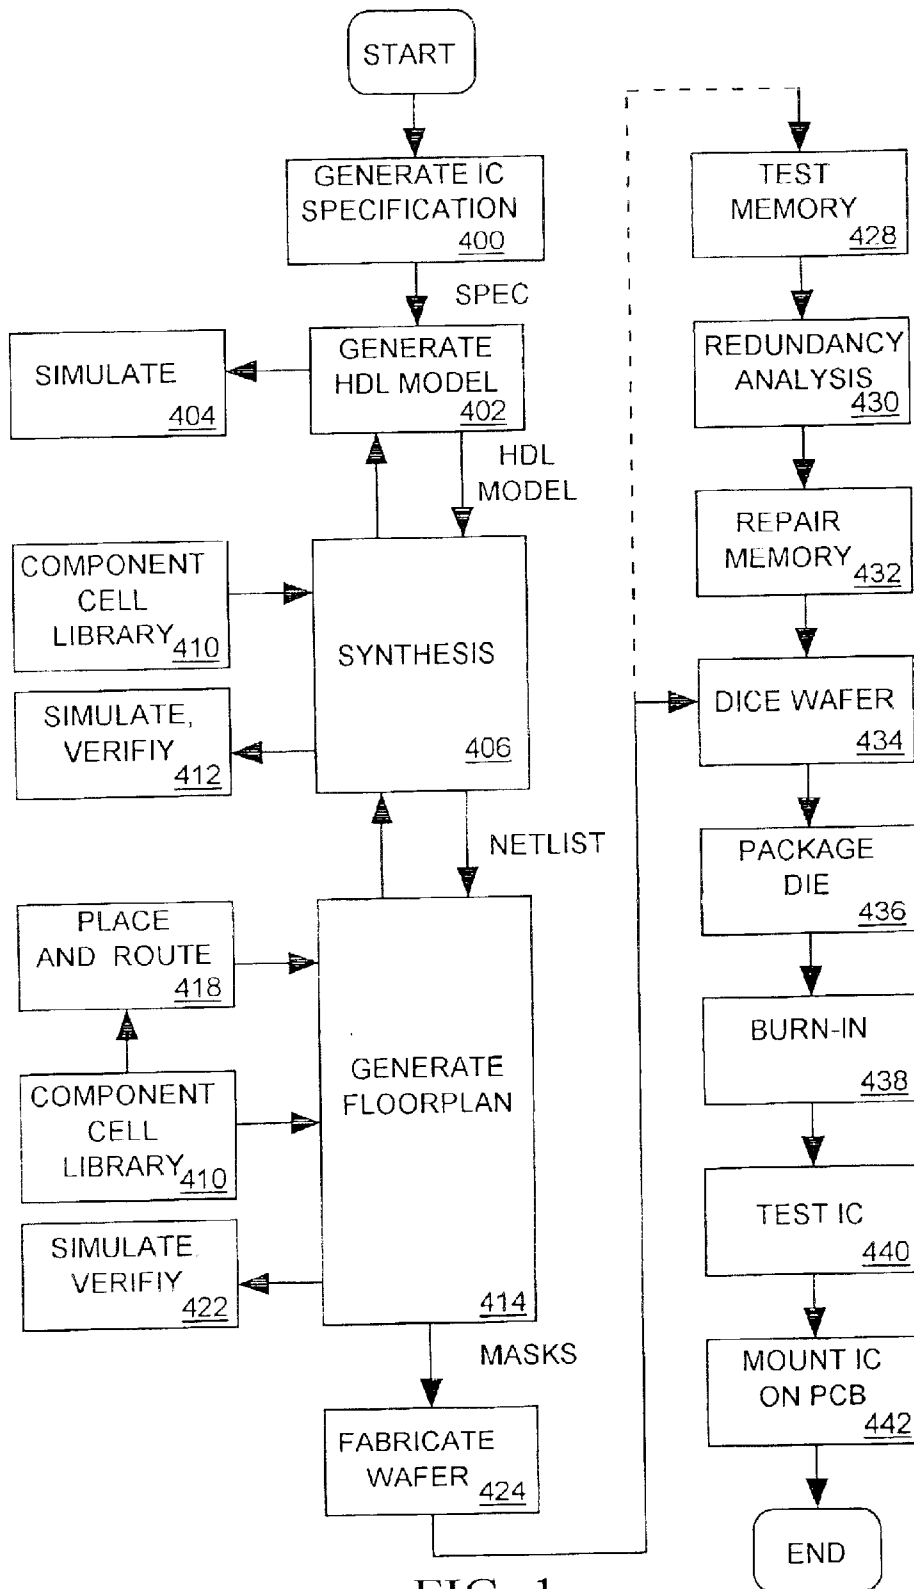 START
GENERATE IC
SPECIFICATION
400
SPEC
GENERATE
HDL MODEL
402
SIMULATE
404
HDL
MODEL
COMPONENT
CELL
LIBRARY
410
SYNTHESIS
406
SIMULATE,
VERIFIY
412
NETLIST
PLACE
AND ROUTE
418
GENERATE
FLOORPLAN
414
COMPONENT
CELL
LIBRARY
410
SIMULATE,
VERIFIY
422
MASKS
FABRICATE
WAFER
424
TEST
MEMORY
428
REDUNDANCY
ANALYSIS
430
REPAIR
MEMORY
432
DICE WAFER
434
PACKAGE
DIE
436
BURN-IN
438
TEST IC
440
MOUNT IC
ON PCB
442
END
FIG. 1